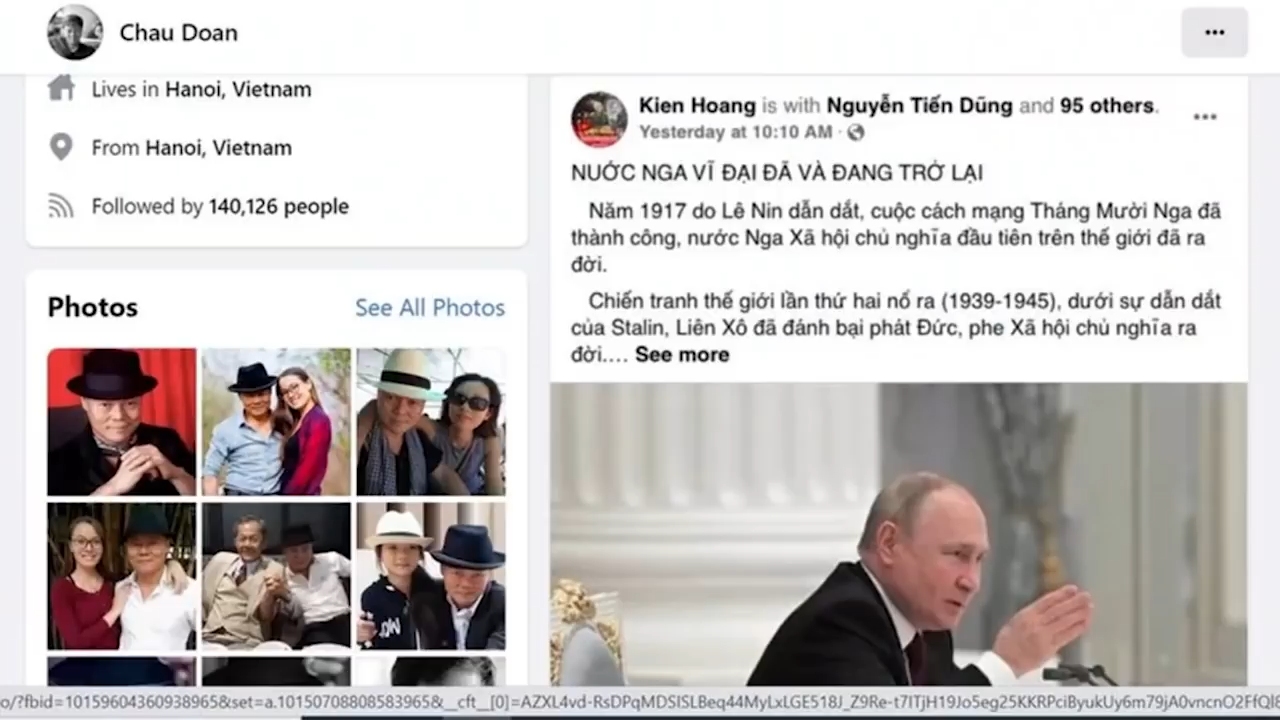 Chau Doan
Lives in Hanoi, Vietnam
From Hanoi, Vietnam
Followed by 140,126 people
Photos
See All Photos
Kien Hoang is with Nguyễn Tiến Dũng and 95 others.
Yesterday at 10:10 AM ·
NƯỚC NGA VĨ ĐẠI ĐÃ VÀ ĐANG TRỞ LẠI
Năm 1917 do Lê Nin dẫn dắt, cuộc cách mạng Tháng Mười Nga đã
thành công, nước Nga Xã hội chủ nghĩa đầu tiên trên thế giới đã ra
đời.
Chiến tranh thế giới lần thứ hai nổ ra (1939-1945), dưới sự dẫn dắt
của Stalin, Liên Xô đã đánh bại phát Đức, phe Xã hội chủ nghĩa ra
đời.... See more